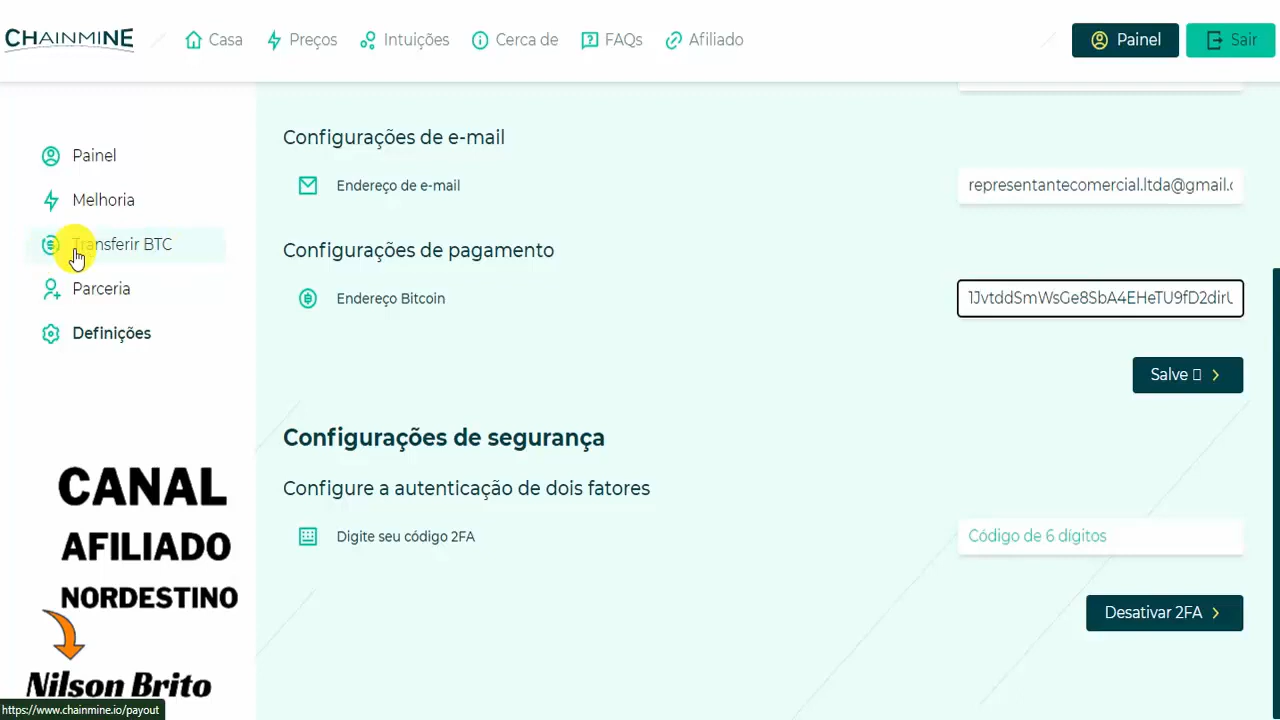 CHAINMINE
Casa
Preços
Intuições
Cerca de
FAQs
Afiliado
Painel
Sair
Painel
Melhoria
Transferir BTC
Parceria
Definições
Configurações de e-mail
Endereço de e-mail
representantecomercial.ltda@gmail.c
Configurações de pagamento
Endereço Bitcoin
1JvtddSmWsGe8SbA4EHeTU9fD2dirU
Salve
Configurações de segurança
Configure a autenticação de dois fatores
Digite seu código 2FA
Código de 6 dígitos
Desativar 2FA
CANAL
AFILIADO
NORDESTINO
Nilson Brito
https://www.chainmine.io/payout